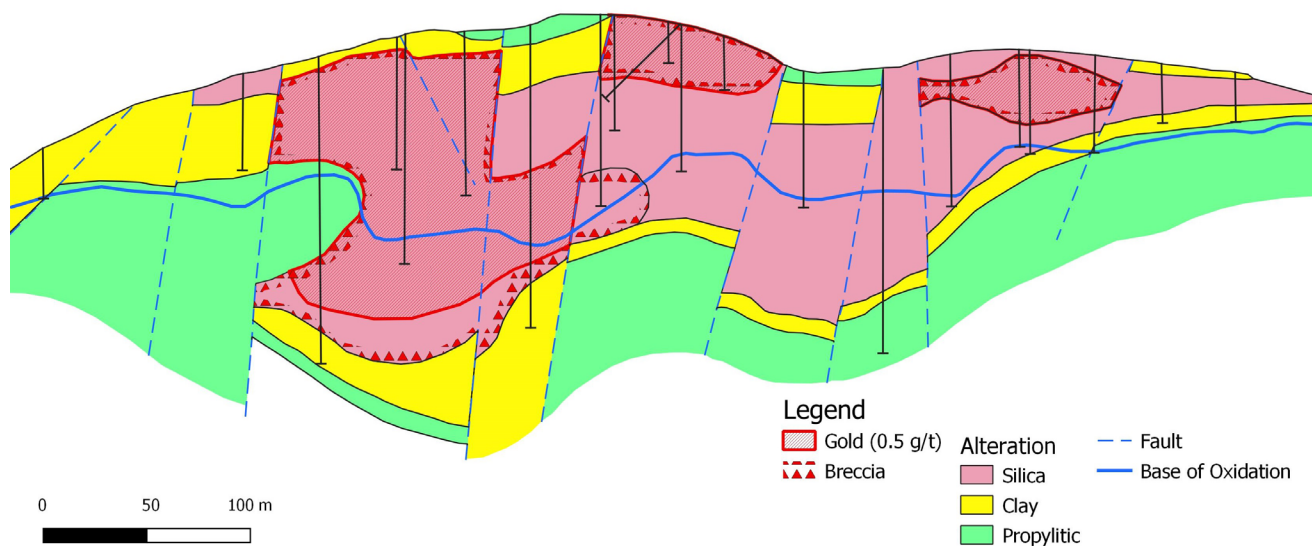 Legend
Gold (0.5 g/t)
Breccia
Alteration
Silica
Clay
Propylitic
Fault
Base of Oxidation
0 50 100 m